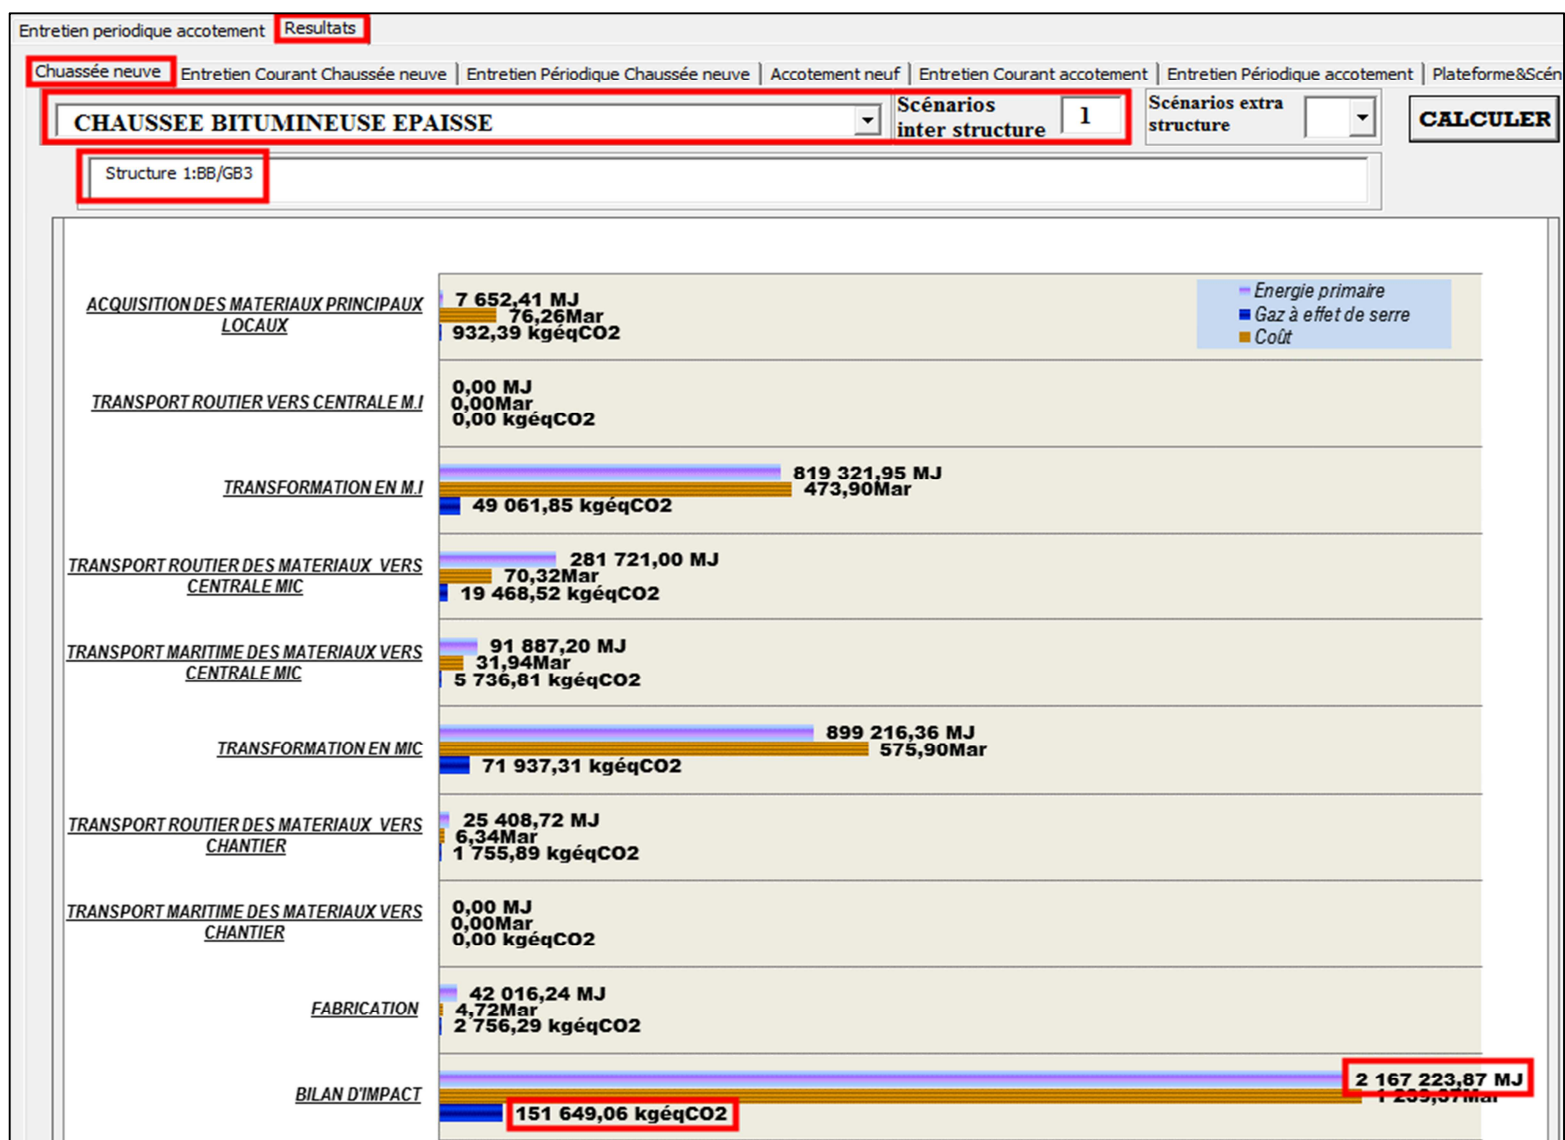 Entretien periodique accotement Resultats
Chuassée neuve Entretien Courant Chaussée neuve Entretien Périodique Chaussée neuve Accotement neuf Entretien Courant accotement Entretien Périodique accotement Plateforme&Scén
CHAUSSEE BITUMINEUSE EPAISSE
Scénarios
inter structure
1
Scénarios extra
structure
CALCULER
Structure 1:BB/GB3
Energie primaire
Gaz à effet de serre
Coût
ACQUISITION DES MATERIAUX PRINCIPAUX
LOCAUX
7 652,41 MJ
76,26Mar
932,39 kgéqCO2
TRANSPORT ROUTIER VERS CENTRALE M.I
0,00 MJ
0,00Mar
0,00 kgéqCO2
TRANSFORMATION EN M.I
819 321,95 MJ
473,90Mar
49 061,85 kgéqCO2
TRANSPORT ROUTIER DES MATERIAUX VERS
CENTRALE MIC
281 721,00 MJ
70,32Mar
19 468,52 kgéqCO2
TRANSPORT MARITIME DES MATERIAUX VERS
CENTRALE MIC
91 887,20 MJ
31,94Mar
5 736,81 kgéqCO2
TRANSFORMATION EN MIC
899 216,36 MJ
575,90Mar
71 937,31 kgéqCO2
TRANSPORT ROUTIER DES MATERIAUX VERS
CHANTIER
25 408,72 MJ
6,34Mar
1 755,89 kgéqCO2
TRANSPORT MARITIME DES MATERIAUX VERS
CHANTIER
0,00 MJ
0,00Mar
0,00 kgéqCO2
FABRICATION
42 016,24 MJ
4,72Mar
2 756,29 kgéqCO2
BILAN D'IMPACT
2 167 223,87 MJ
1 239,37Mar
151 649,06 kgéqCO2